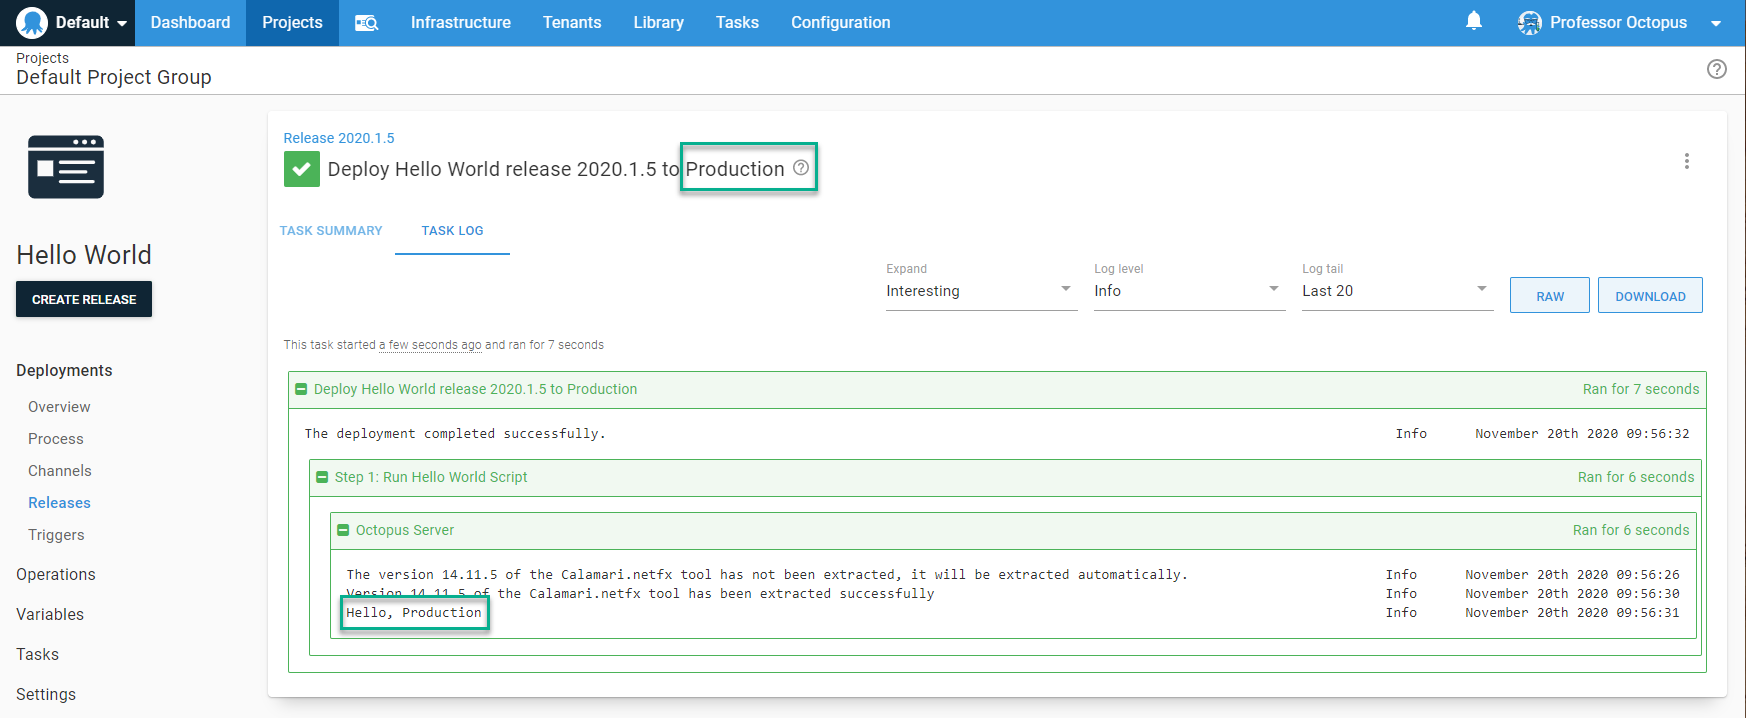 Default Dashboard Projects Infrastructure Tenants Library Tasks Configuration Professor Octopus
Projects
Default Project Group
Hello World
CREATE RELEASE
Deployments
Overview
Process
Channels
Releases
Triggers
Operations
Variables
Tasks
Settings
Release 2020.1.5
Deploy Hello World release 2020.1.5 to Production
TASK SUMMARY TASK LOG
Expand Log level Log tail
Interesting Info Last 20 RAW DOWNLOAD
This task started a few seconds ago and ran for 7 seconds
Deploy Hello World release 2020.1.5 to Production Ran for 7 seconds
The deployment completed successfully. Info November 20th 2020 09:56:32
Step 1: Run Hello World Script Ran for 6 seconds
Octopus Server Ran for 6 seconds
The version 14.11.5 of the Calamari.netfx tool has not been extracted, it will be extracted automatically. Info November 20th 2020 09:56:26
Version 14.11.5 of the Calamari.netfx tool has been extracted successfully Info November 20th 2020 09:56:30
Hello, Production Info November 20th 2020 09:56:31